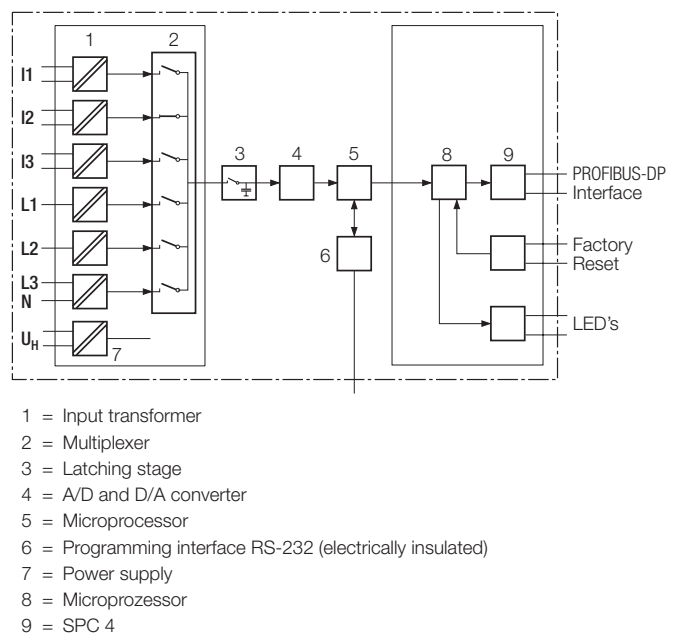 1
2
I1
I2
I3
3
4
5
8
9
PROFIBUS-DP
Interface
L1
L2
6
Factory
Reset
L3
N
UH
7
LED's
1 = Input transformer
2 = Multiplexer
3 = Latching stage
4 = A/D and D/A converter
5 = Microprocessor
6 = Programming interface RS-232 (electrically insulated)
7 = Power supply
8 = Microprozessor
9 = SPC 4